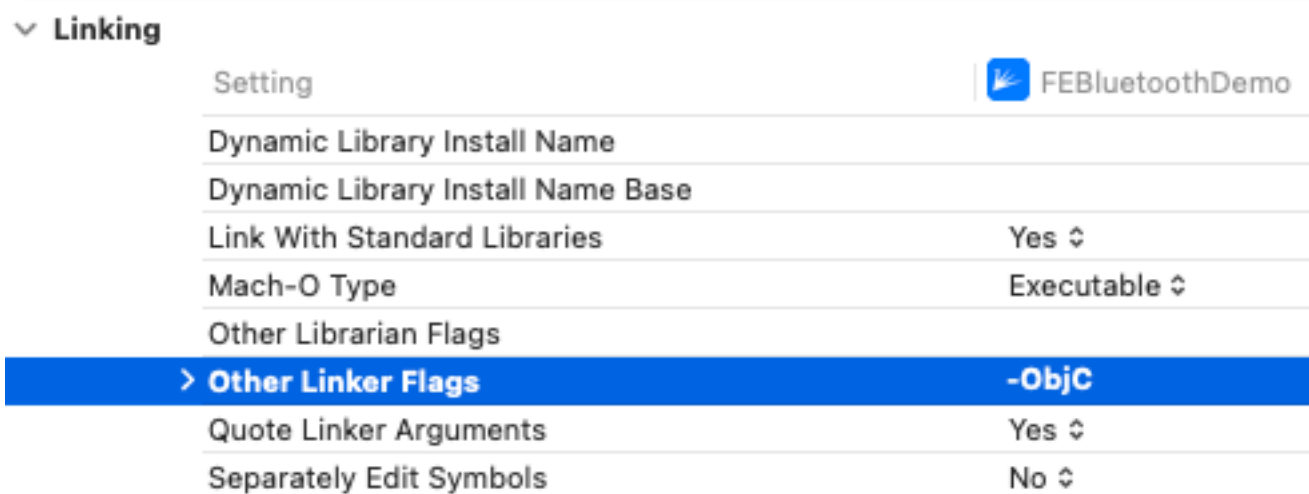 Linking
Setting FEBluetoothDemo
Dynamic Library Install Name
Dynamic Library Install Name Base
Link With Standard Libraries Yes
Mach-O Type Executable
Other Librarian Flags
Other Linker Flags -ObjC
Quote Linker Arguments Yes
Separately Edit Symbols No